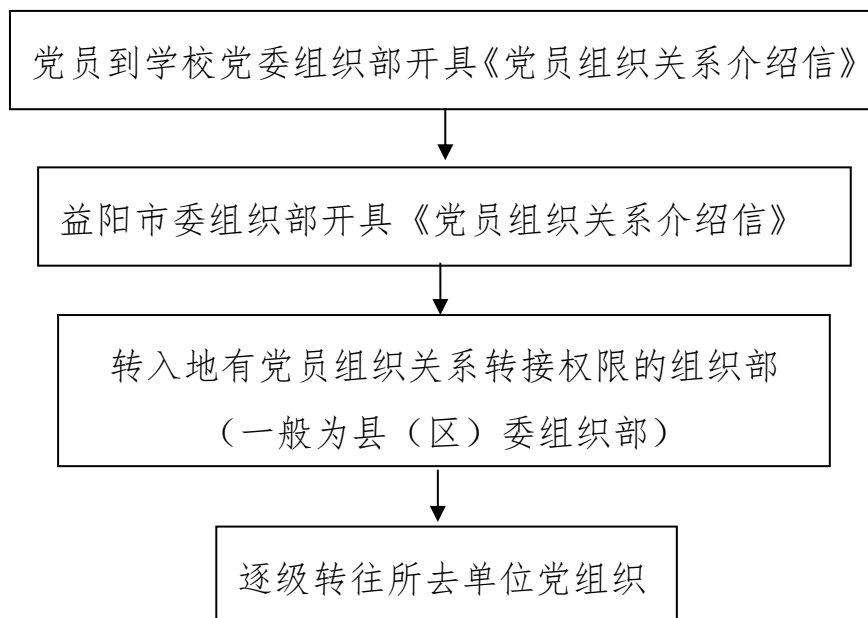 党员到学校党委组织部开具《党员组织关系介绍信》
益阳市委组织部开具《党员组织关系介绍信》
转入地有党员组织关系转接权限的组织部
（一般为县（区）委组织部）
逐级转往所去单位党组织